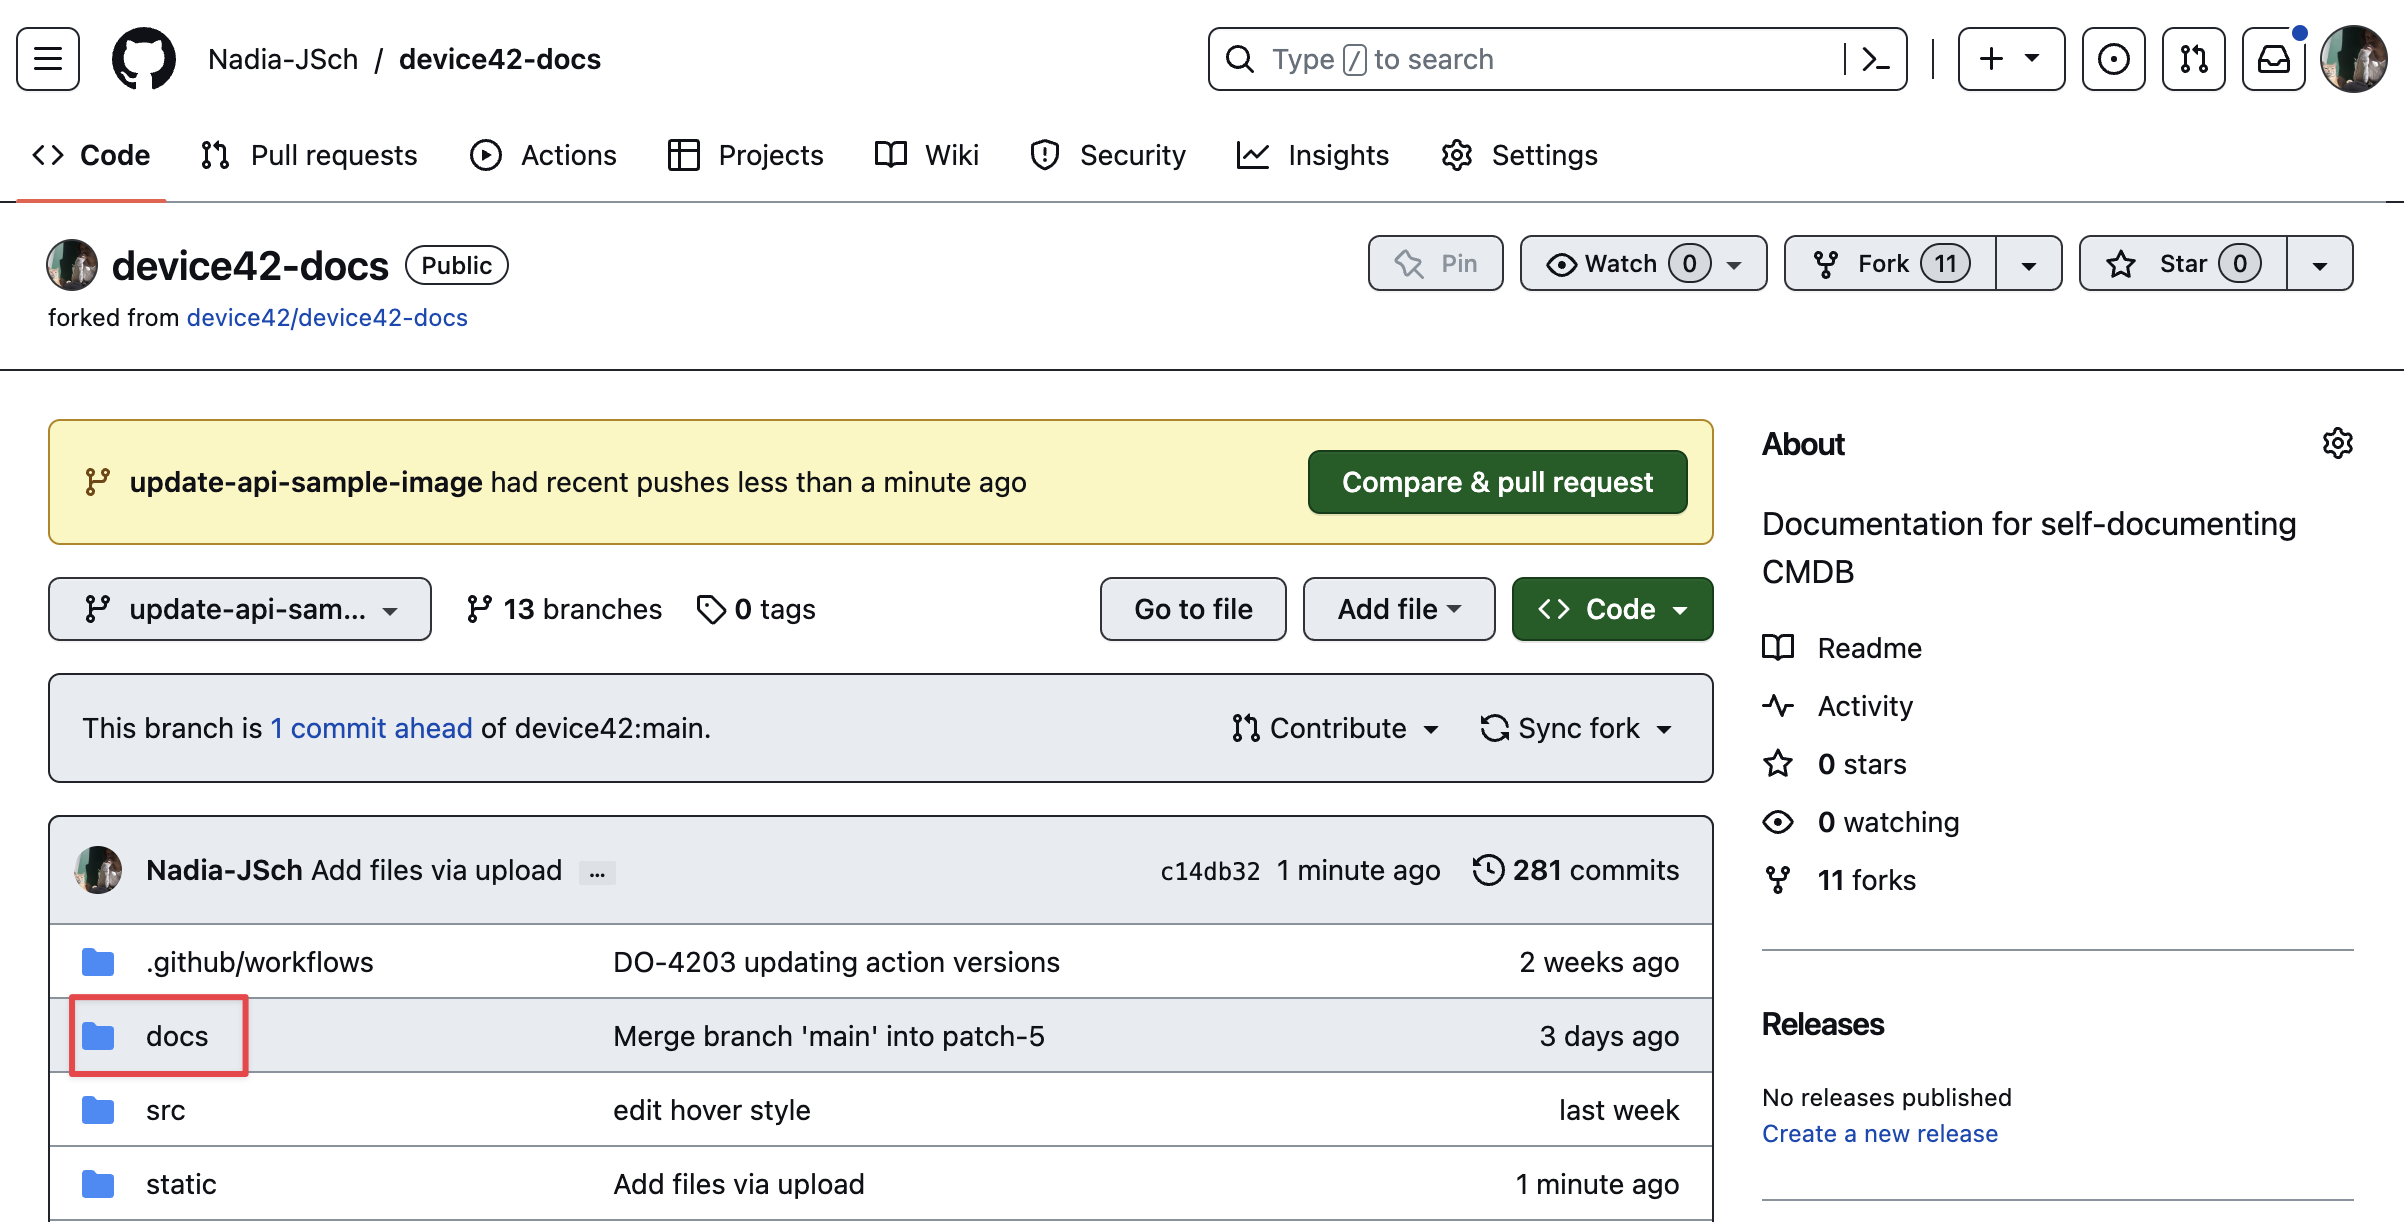 Nadia-JSch / device42-docs
Type / to search
Code Pull requests Actions Projects Wiki Security Insights Settings
device42-docs Public
Pin Watch 0 Fork 11 Star 0
forked from device42/device42-docs
update-api-sample-image had recent pushes less than a minute ago
Compare & pull request
update-api-sam... 13 branches 0 tags
Go to file Add file Code
This branch is 1 commit ahead of device42:main.
Contribute Sync fork
Nadia-JSch Add files via upload ... c14db32 1 minute ago 281 commits
.github/workflows DO-4203 updating action versions 2 weeks ago
docs Merge branch 'main' into patch-5 3 days ago
src edit hover style last week
static Add files via upload 1 minute ago
About
Documentation for self-documenting
CMDB
Readme
Activity
0 stars
0 watching
11 forks
Releases
No releases published
Create a new release